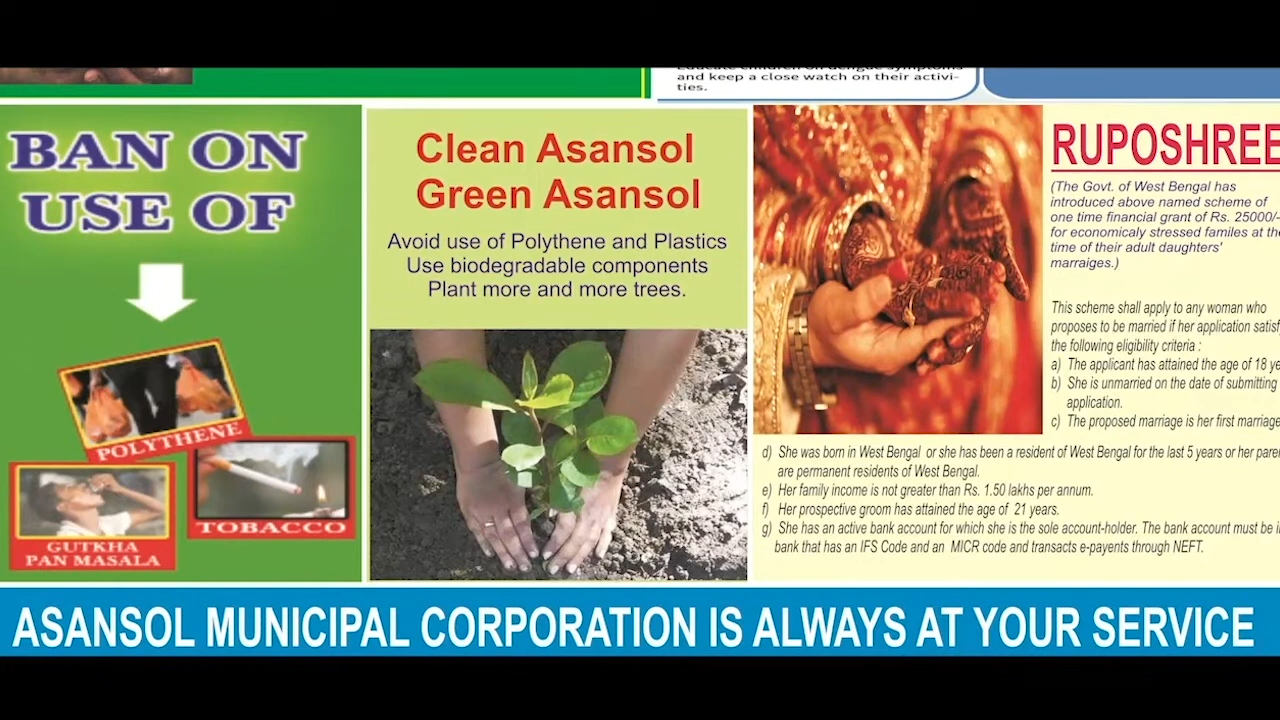 and keep a close watch on their activi-
ties.
BAN ON
USE OF
POLYTHENE
TOBACCO
GUTKHA
PAN MASALA
Clean Asansol
Green Asansol
Avoid use of Polythene and Plastics
Use biodegradable components
Plant more and more trees.
RUPOSHREE
(The Govt. of West Bengal has
introduced above named scheme of
one time financial grant of Rs. 25000/-
for economicaly stressed familes at the
time of their adult daughters'
marraiges.)
This scheme shall apply to any woman who
proposes to be married if her application satisf
the following eligibility criteria :
a) The applicant has attained the age of 18 ye
b) She is unmarried on the date of submitting
application.
c) The proposed marriage is her first marriage
d) She was born in West Bengal or she has been a resident of West Bengal for the last 5 years or her paren
are permanent residents of West Bengal.
e) Her family income is not greater than Rs. 1.50 lakhs per annum.
f) Her prospective groom has attained the age of 21 years.
g) She has an active bank account for which she is the sole account-holder. The bank account must be in
bank that has an IFS Code and an MICR code and transacts e-payents through NEFT.
ASANSOL MUNICIPAL CORPORATION IS ALWAYS AT YOUR SERVICE